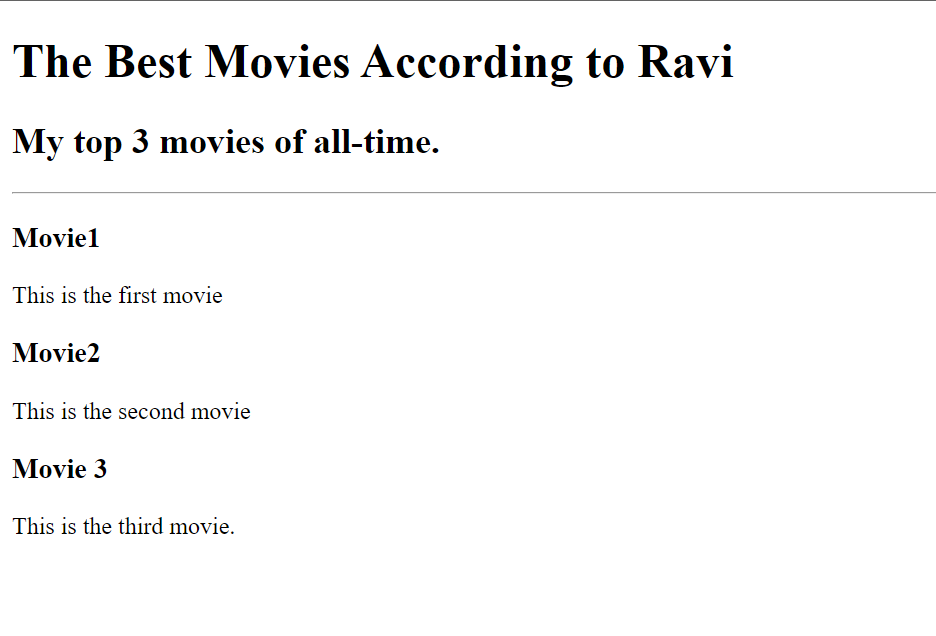 The Best Movies According to Ravi
My top 3 movies of all-time.
Movie1
This is the first movie
Movie2
This is the second movie
Movie 3
This is the third movie.